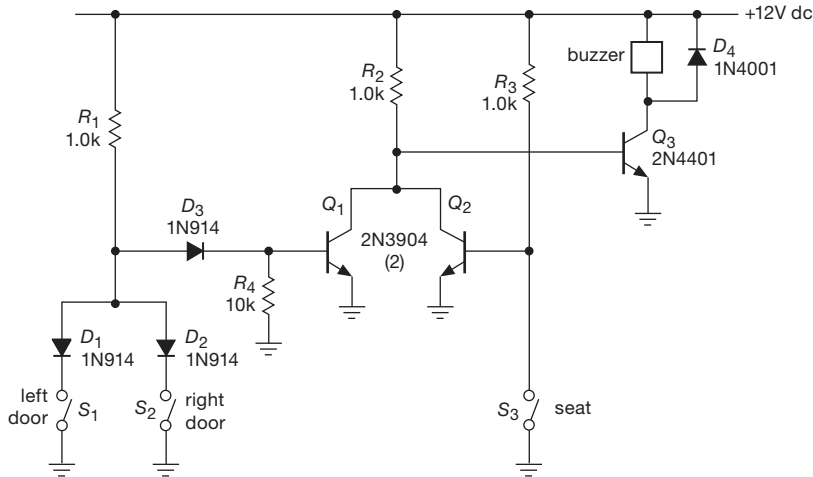 +12V dc
R1
1.0k
R2
1.0k
R3
1.0k
buzzer
D4
1N4001
Q3
2N4401
D3
1N914
Q1
Q2
2N3904
(2)
R4
10k
D1
1N914
D2
1N914
left
door
S1
S2
right
door
S3
seat